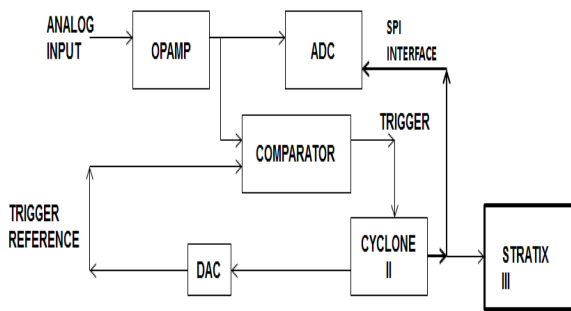 ANALOG
INPUT
OPAMP
ADC
SPI
INTERFACE
COMPARATOR
TRIGGER
TRIGGER
REFERENCE
DAC
CYCLONE
II
STRATIX
III